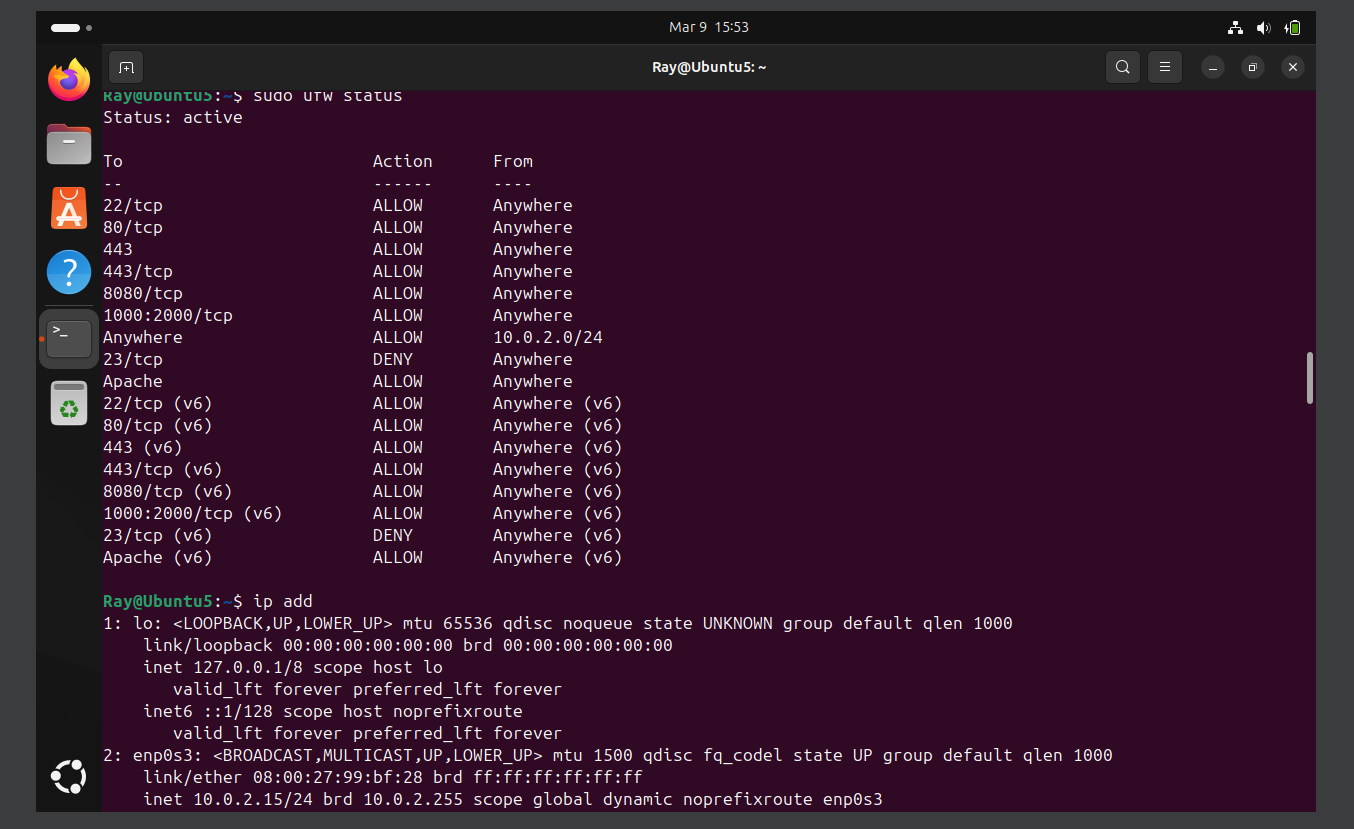 Mar 9 15:53
Ray@Ubuntu5: ~
Ray@Ubuntu5:~$ sudo ufw status
Status: active
To Action From
-- ------ ----
22/tcp ALLOW Anywhere
80/tcp ALLOW Anywhere
443 ALLOW Anywhere
443/tcp ALLOW Anywhere
8080/tcp ALLOW Anywhere
1000:2000/tcp ALLOW Anywhere
Anywhere ALLOW 10.0.2.0/24
23/tcp DENY Anywhere
Apache ALLOW Anywhere
22/tcp (v6) ALLOW Anywhere (v6)
80/tcp (v6) ALLOW Anywhere (v6)
443 (v6) ALLOW Anywhere (v6)
443/tcp (v6) ALLOW Anywhere (v6)
8080/tcp (v6) ALLOW Anywhere (v6)
1000:2000/tcp (v6) ALLOW Anywhere (v6)
23/tcp (v6) DENY Anywhere (v6)
Apache (v6) ALLOW Anywhere (v6)
Ray@Ubuntu5:~$ ip add
1: lo: <LOOPBACK,UP,LOWER_UP> mtu 65536 qdisc noqueue state UNKNOWN group default qlen 1000
link/loopback 00:00:00:00:00:00 brd 00:00:00:00:00:00
inet 127.0.0.1/8 scope host lo
valid_lft forever preferred_lft forever
inet6 ::1/128 scope host noprefixroute
valid_lft forever preferred_lft forever
2: enp0s3: <BROADCAST,MULTICAST,UP,LOWER_UP> mtu 1500 qdisc fq_codel state UP group default qlen 1000
link/ether 08:00:27:99:bf:28 brd ff:ff:ff:ff:ff:ff
inet 10.0.2.15/24 brd 10.0.2.255 scope global dynamic noprefixroute enp0s3